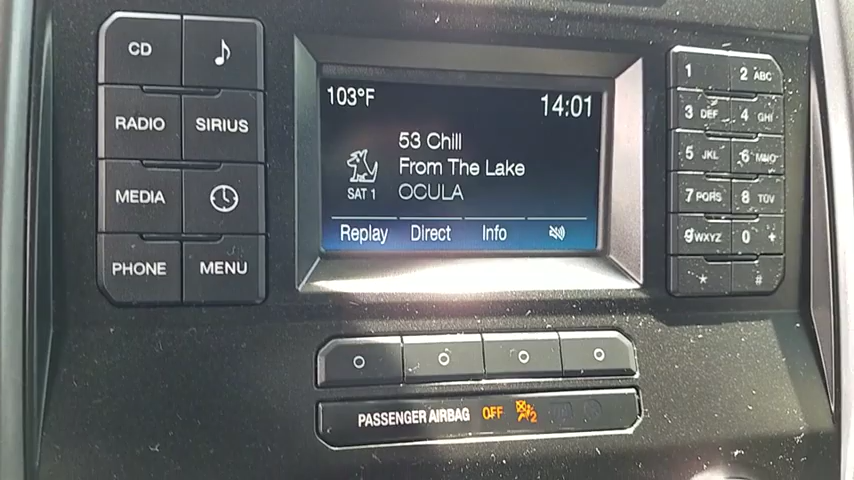 CD
RADIO SIRIUS
MEDIA
PHONE MENU
103°F 14:01
53 Chill
From The Lake
SAT 1 OCULA
Replay Direct Info
1 2 ABC
3 DEF 4 GHI
5 JKL 6 MNO
7 PQRS 8 TUV
9 WXYZ 0 +
* #
PASSENGER AIRBAG OFF 2